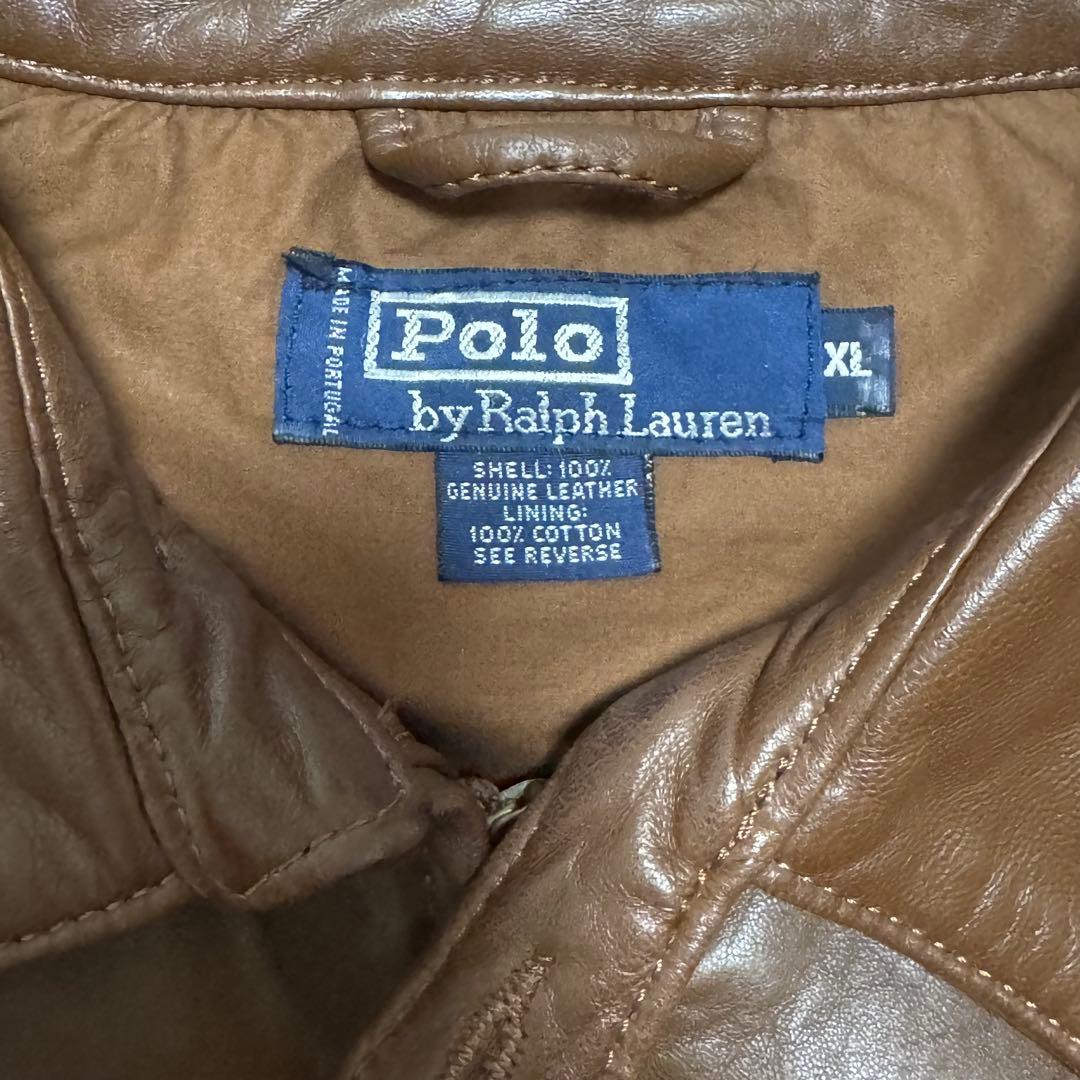 MADE IN PORTUGAL
Polo
by Ralph Lauren
XL
SHELL: 100%
GENUINE LEATHER
LINING:
100% COTTON
SEE REVERSE